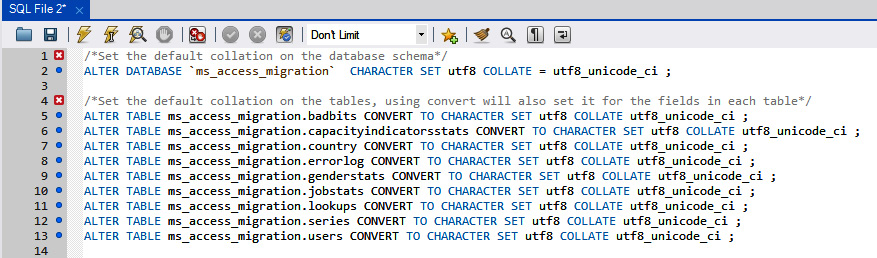 SQL File 2*
Don't Limit
1 /*Set the default collation on the database schema*/
2 ALTER DATABASE `ms_access_migration`  CHARACTER SET utf8 COLLATE = utf8_unicode_ci ;
3
4 /*Set the default collation on the tables, using convert will also set it for the fields in each table*/
5 ALTER TABLE ms_access_migration.badbits CONVERT TO CHARACTER SET utf8 COLLATE utf8_unicode_ci ;
6 ALTER TABLE ms_access_migration.capacityindicatorsstats CONVERT TO CHARACTER SET utf8 COLLATE utf8_unicode_ci ;
7 ALTER TABLE ms_access_migration.country CONVERT TO CHARACTER SET utf8 COLLATE utf8_unicode_ci ;
8 ALTER TABLE ms_access_migration.errorlog CONVERT TO CHARACTER SET utf8 COLLATE utf8_unicode_ci ;
9 ALTER TABLE ms_access_migration.genderstats CONVERT TO CHARACTER SET utf8 COLLATE utf8_unicode_ci ;
10 ALTER TABLE ms_access_migration.jobstats CONVERT TO CHARACTER SET utf8 COLLATE utf8_unicode_ci ;
11 ALTER TABLE ms_access_migration.lookups CONVERT TO CHARACTER SET utf8 COLLATE utf8_unicode_ci ;
12 ALTER TABLE ms_access_migration.series CONVERT TO CHARACTER SET utf8 COLLATE utf8_unicode_ci ;
13 ALTER TABLE ms_access_migration.users CONVERT TO CHARACTER SET utf8 COLLATE utf8_unicode_ci ;
14